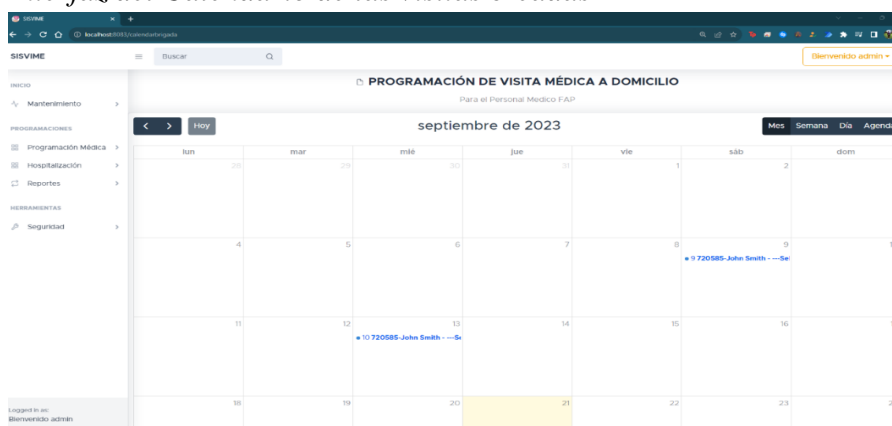 SISVIME
localhost:8083/calendarbrigada
SISVIME
Buscar
Bienvenido admin
INICIO
Mantenimiento
PROGRAMACIONES
Programación Médica
Hospitalización
Reportes
HERRAMIENTAS
Seguridad
Logged in as:
Bienvenido admin
PROGRAMACIÓN DE VISITA MÉDICA A DOMICILIO
Para el Personal Medico FAP
Hoy
septiembre de 2023
Mes Semana Día Agenda
lun mar mié jue vie sáb dom
28 29 30 31 1 2
4 5 6 7 8 9
9 720585-John Smith - ---Sel
11 12 13 14 15 16
10 720585-John Smith - ---Se
18 19 20 21 22 23